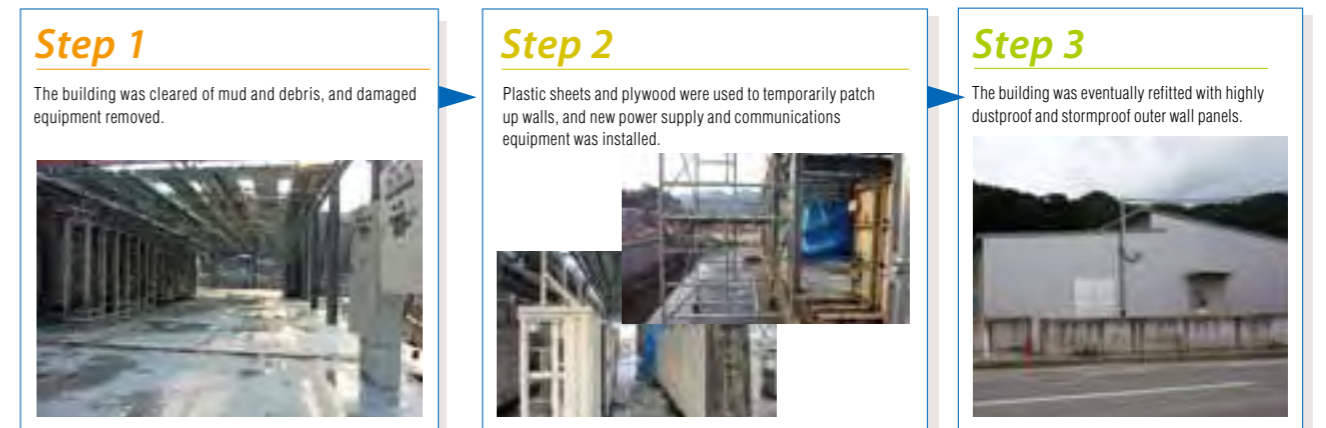 Step 1
The building was cleared of mud and debris, and damaged
equipment removed.
Step 2
Plastic sheets and plywood were used to temporarily patch
up walls, and new power supply and communications
equipment was installed.
Step 3
The building was eventually refitted with highly
dustproof and stormproof outer wall panels.